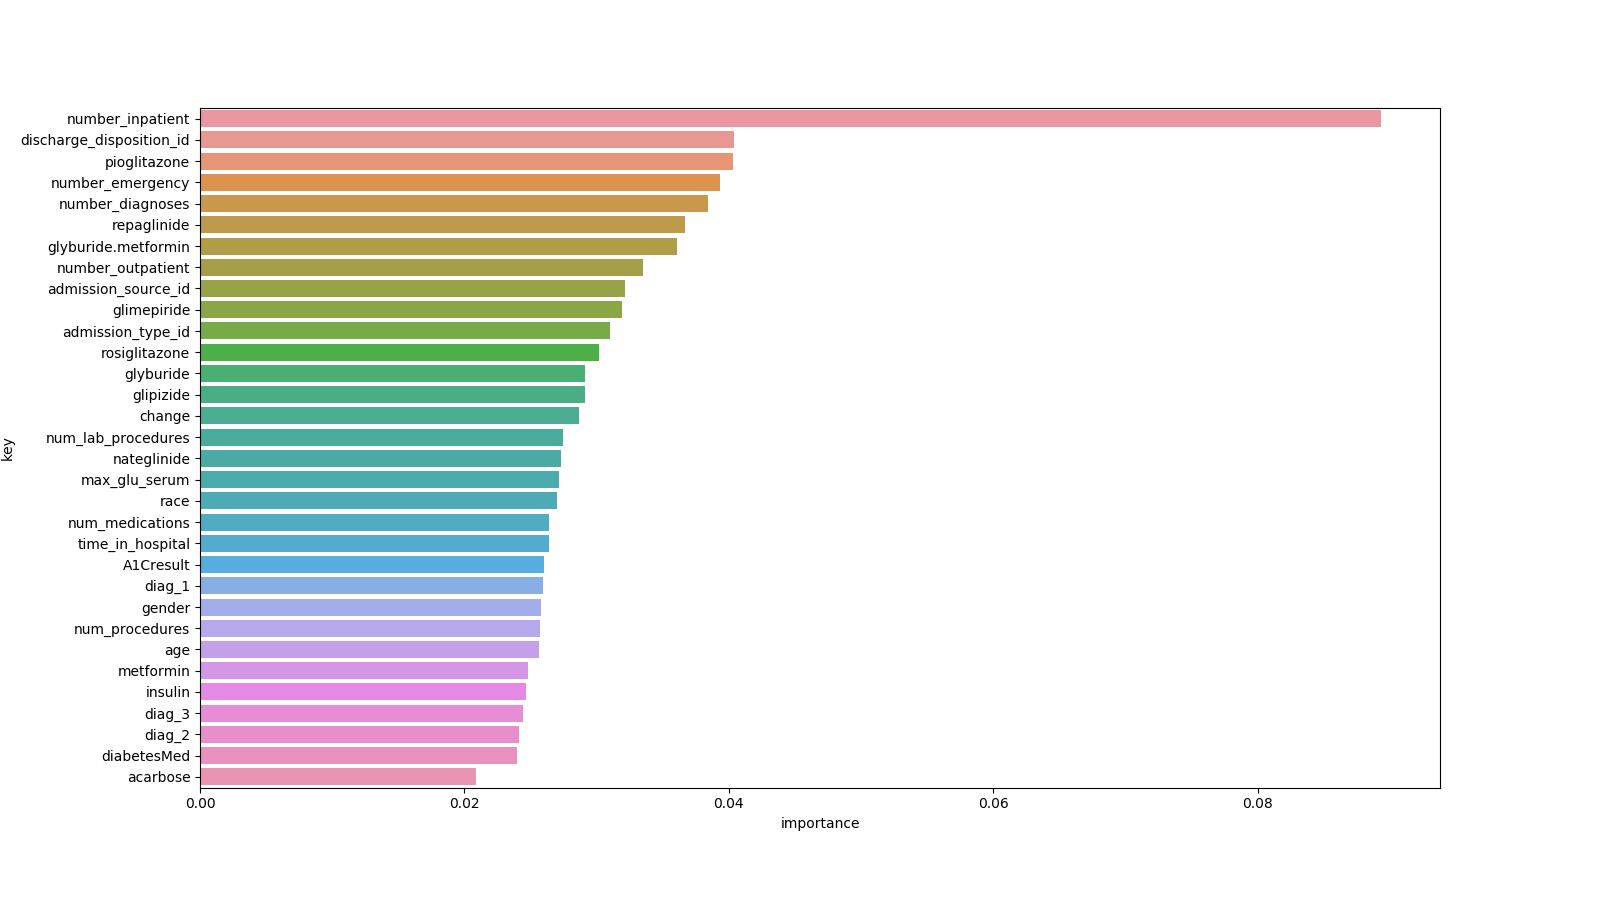 number_inpatient
discharge_disposition_id
pioglitazone
number_emergency
number_diagnoses
repaglinide
glyburide.metformin
number_outpatient
admission_source_id
glimepiride
admission_type_id
rosiglitazone
glyburide
glipizide
change
num_lab_procedures
nateglinide
max_glu_serum
race
num_medications
time_in_hospital
A1Cresult
diag_1
gender
num_procedures
age
metformin
insulin
diag_3
diag_2
diabetesMed
acarbose
key
0.00 0.02 0.04 0.06 0.08
importance